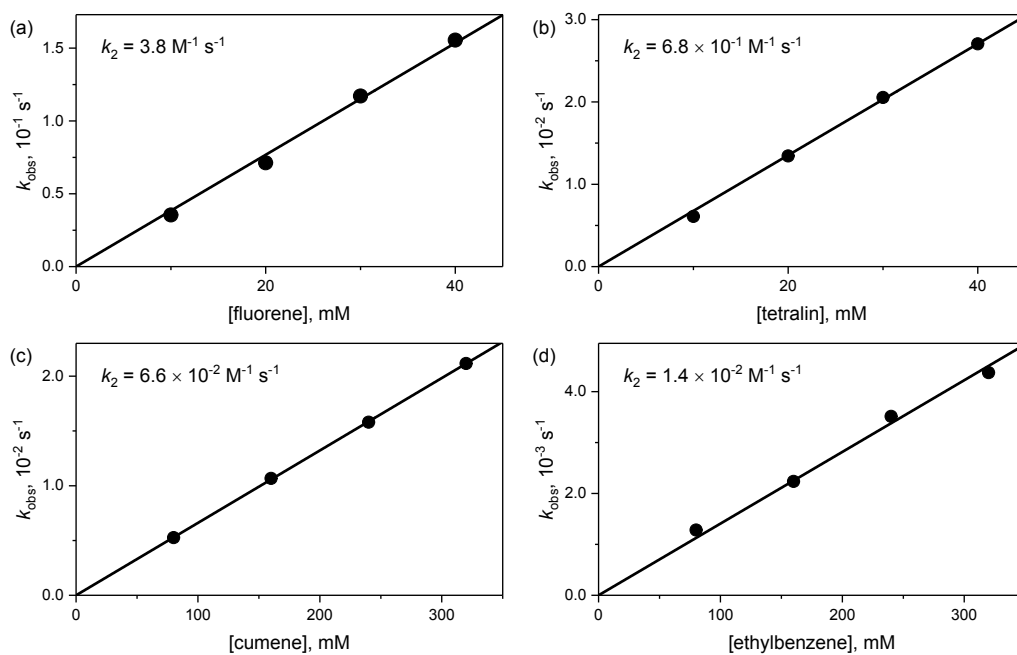 (a)
k₂ = 3.8 M⁻¹ s⁻¹
k_obs, 10⁻¹ s⁻¹
1.5
1.0
0.5
0.0
0 20 40
[fluorene], mM
(b)
k₂ = 6.8 × 10⁻¹ M⁻¹ s⁻¹
k_obs, 10⁻² s⁻¹
3.0
2.0
1.0
0.0
0 20 40
[tetralin], mM
(c)
k₂ = 6.6 × 10⁻² M⁻¹ s⁻¹
k_obs, 10⁻² s⁻¹
2.0
1.0
0.0
0 100 200 300
[cumene], mM
(d)
k₂ = 1.4 × 10⁻² M⁻¹ s⁻¹
k_obs, 10⁻³ s⁻¹
4.0
2.0
0.0
0 100 200 300
[ethylbenzene], mM